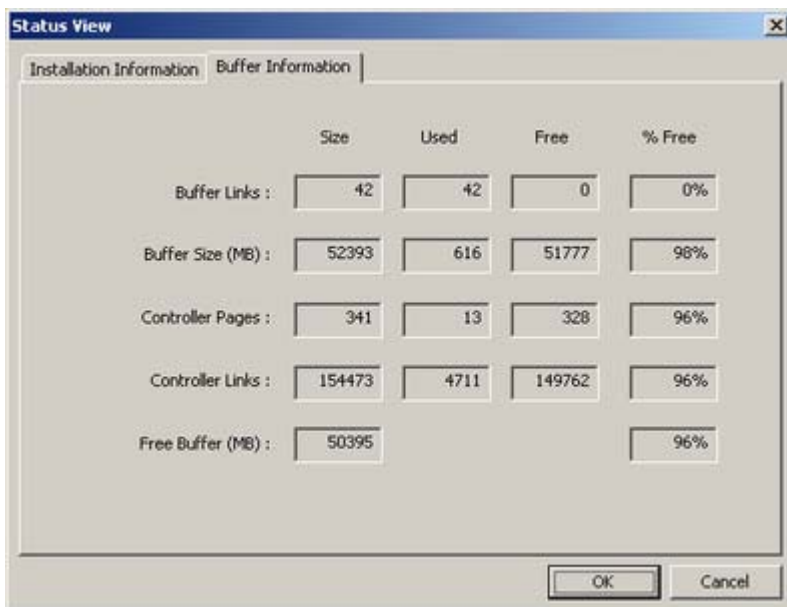 Status View
Installation Information Buffer Information
Size Used Free % Free
Buffer Links : 42 42 0 0%
Buffer Size (MB) : 52393 616 51777 98%
Controller Pages : 341 13 328 96%
Controller Links : 154473 4711 149762 96%
Free Buffer (MB) : 50395 96%
OK Cancel